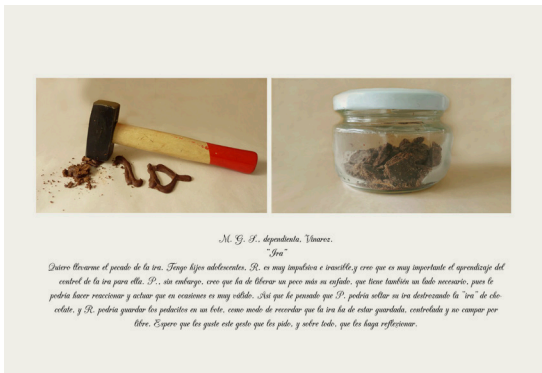 M. G. S., dependienta, Vinaroz.
"Ira"
Quiero llevarme el pecado de la ira. Tengo hijos adolescentes, R. es muy impulsiva e irascible,y creo que es muy importante el aprendizaje del
control de la ira para ella. P., sin embargo, creo que ha de liberar un poco más su enfado, que tiene también un lado necesario, pues le
podría hacer reaccionar y actuar que en ocasiones es muy válido. Así que he pensado que P. podría soltar su ira destrozando la "ira" de cho-
colate, y R. podría guardar los pedacitos en un bote, como modo de recordar que la ira ha de estar guardada, controlada y no campar por
libre. Espero que les guste este gesto que les pido, y sobre todo, que les haga reflexionar.